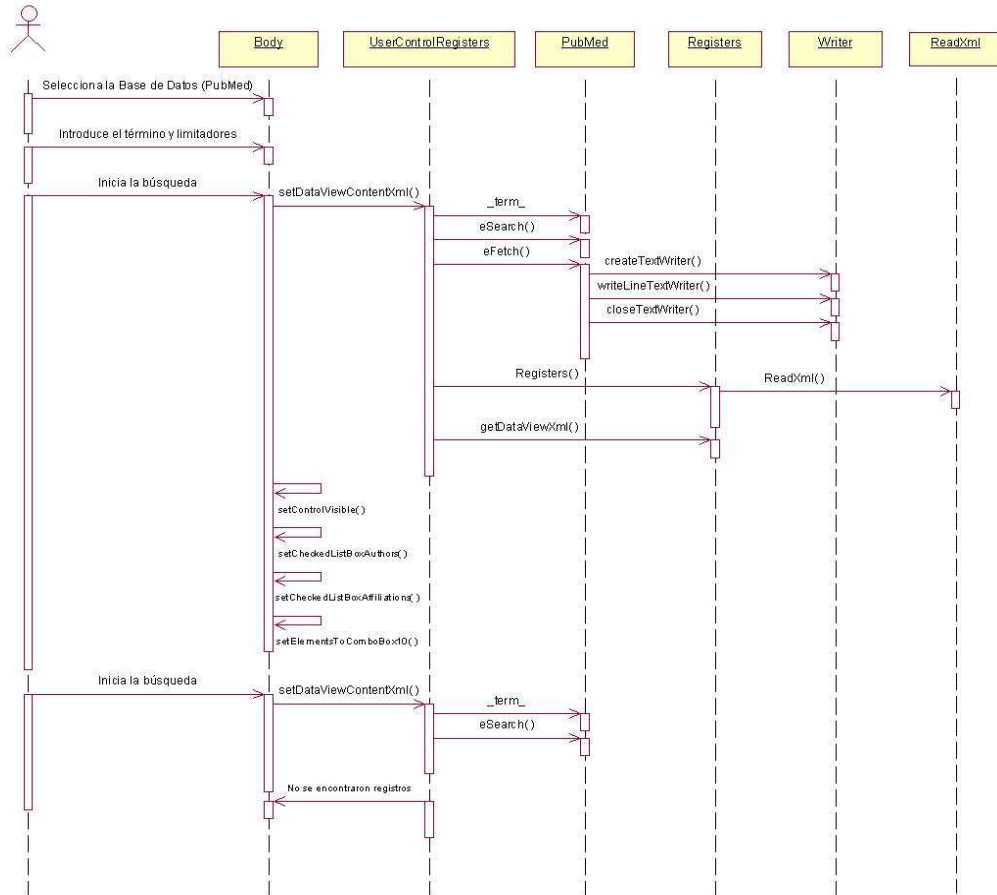 Body
UserControlRegisters
PubMed
Registers
Writer
ReadXml
Selecciona la Base de Datos (PubMed)
Introduce el término y limitadores
Inicia la búsqueda
setDataViewContentXml()
_term_
eSearch()
eFetch()
createTextWriter()
writeLineTextWriter()
closeTextWriter()
Registers()
ReadXml()
getDataViewXml()
setControlVisible()
setCheckedListBoxAuthors()
setCheckedListBoxAffiliations()
setElementsToComboBox10()
Inicia la búsqueda
setDataViewContentXml()
_term_
eSearch()
No se encontraron registros